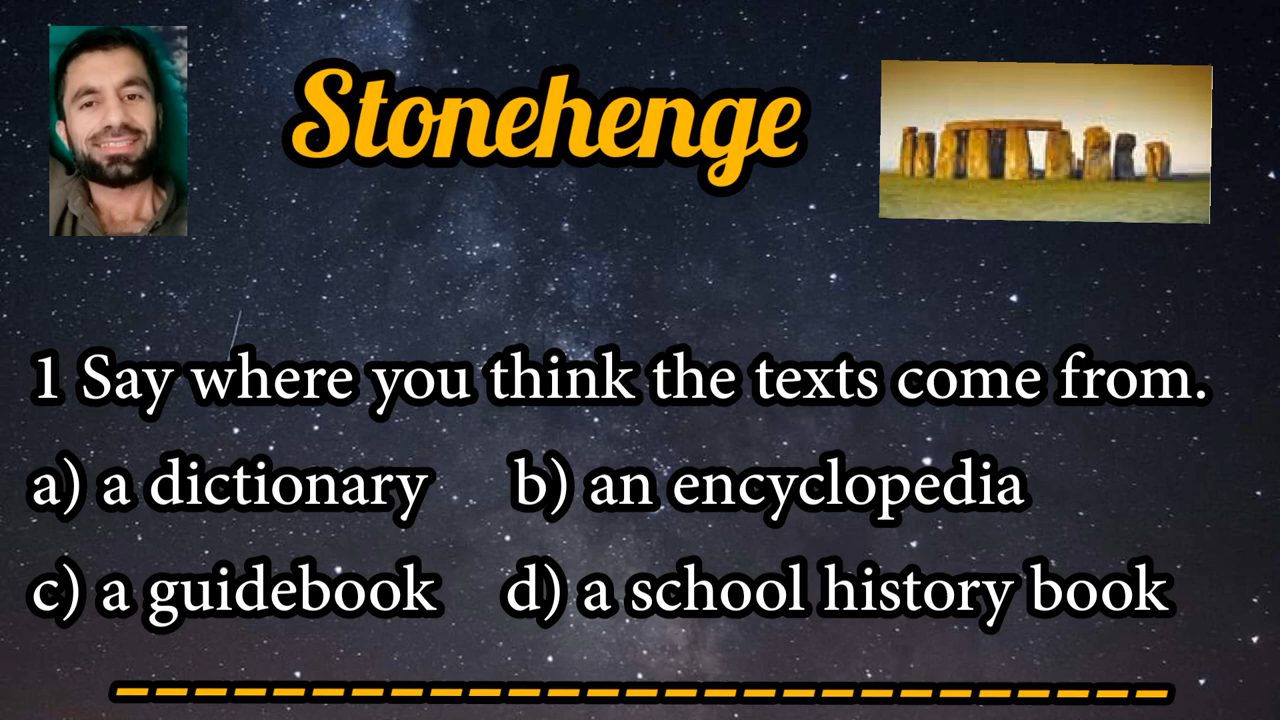 Stonehenge
1 Say where you think the texts come from.
a) a dictionary b) an encyclopedia
c) a guidebook d) a school history book